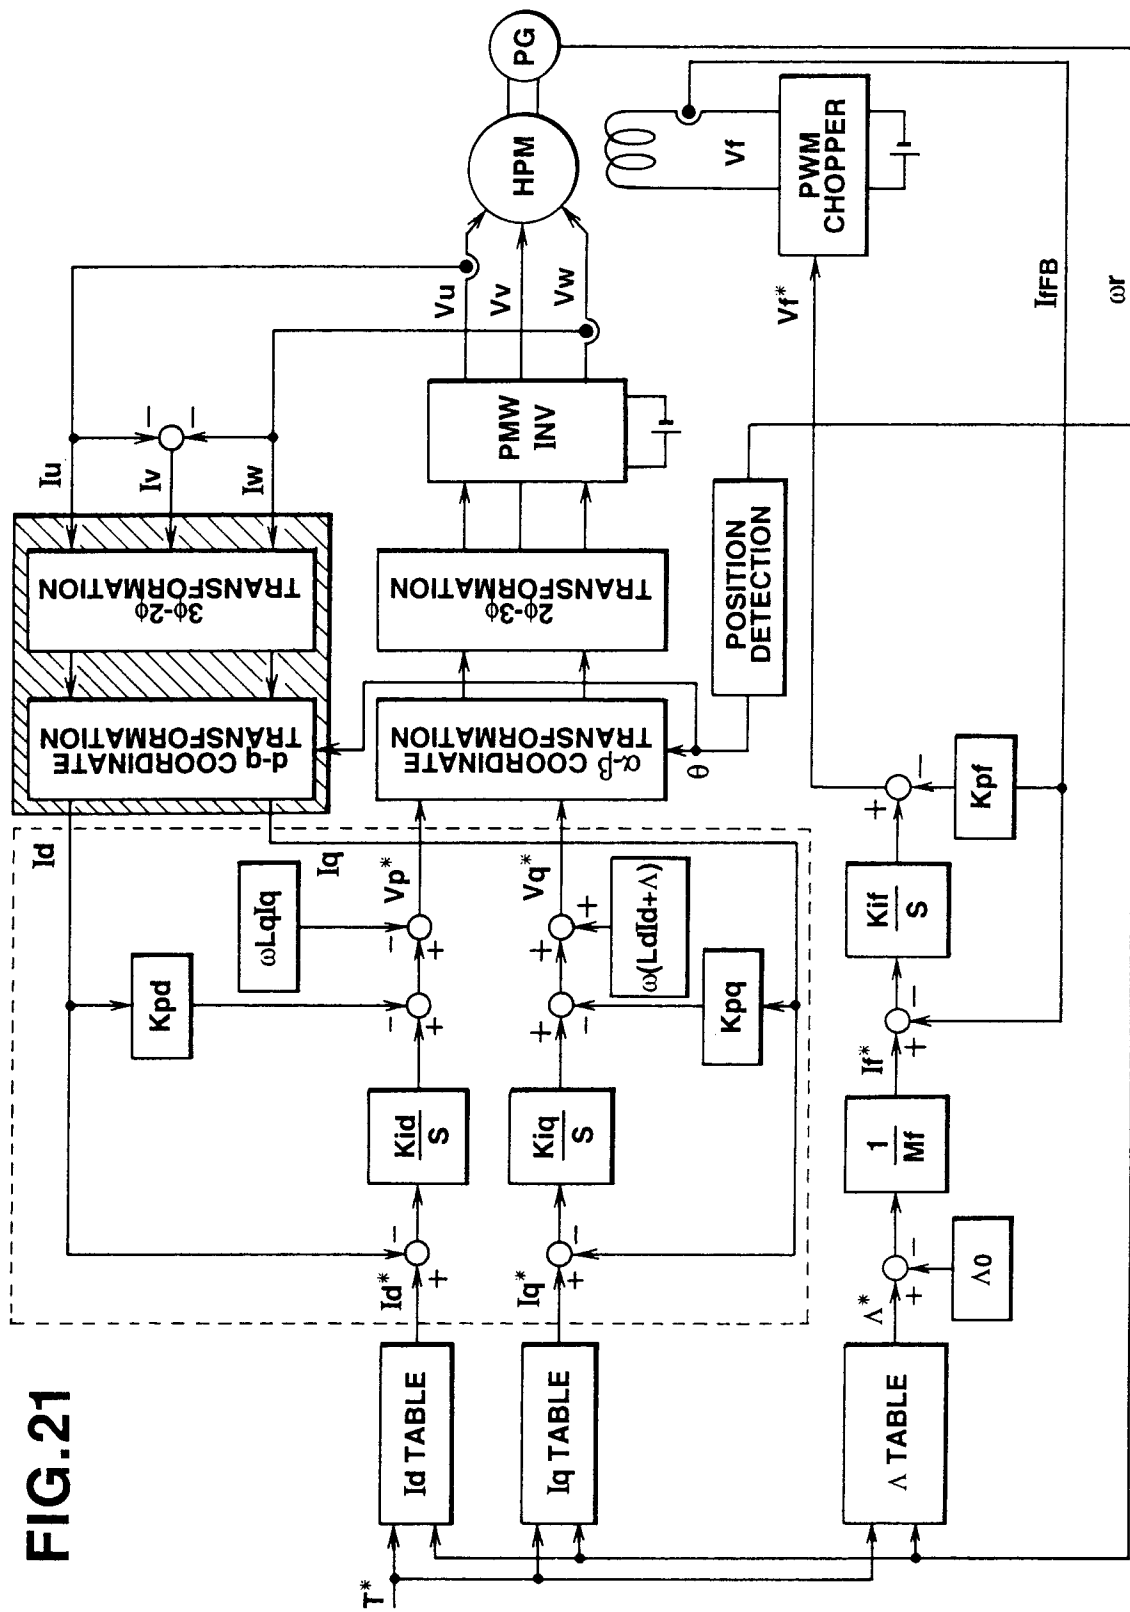 FIG.21
T*
Id TABLE
Iq TABLE
Λ TABLE
Id*
Iq*
Λ*
Λ0
+
−
+
−
+
−
Kid
S
Kiq
S
1
Mf
If*
+
−
Kpd
Kpq
+
−
+
−
ωLqIq
ω(LdId+Λ)
−
+
+
+
Id
Iq
Vp*
Vq*
Kif
S
Kpf
+
−
d-q COORDINATE
TRANSFORMATION
3ϕ-2ϕ
TRANSFORMATION
α-β COORDINATE
TRANSFORMATION
2ϕ-3ϕ
TRANSFORMATION
θ
POSITION
DETECTION
Iu
Iv
Iw
−
−
PMW
INV
Vu
Vv
Vw
HPM
PG
Vf*
PWM
CHOPPER
Vf
IfFB
ωr